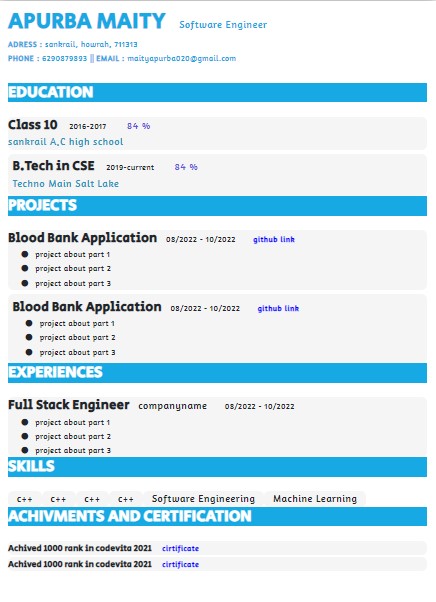 APURBA MAITY Software Engineer
ADRESS : sankrail, howrah, 711313
PHONE : 6290879893 || EMAIL : maityapurba020@gmail.com
EDUCATION
Class 10 2016-2017 84 %
sankrail A,C high school
B.Tech in CSE 2019-current 84 %
Techno Main Salt Lake
PROJECTS
Blood Bank Application 08/2022 - 10/2022 github link
● project about part 1
● project about part 2
● project about part 3
Blood Bank Application 08/2022 - 10/2022 github link
● project about part 1
● project about part 2
● project about part 3
EXPERIENCES
Full Stack Engineer companyname 08/2022 - 10/2022
● project about part 1
● project about part 2
● project about part 3
SKILLS
c++ c++ c++ c++ Software Engineering Machine Learning
ACHIVMENTS AND CERTIFICATION
Achived 1000 rank in codevita 2021 cirtificate
Achived 1000 rank in codevita 2021 cirtificate